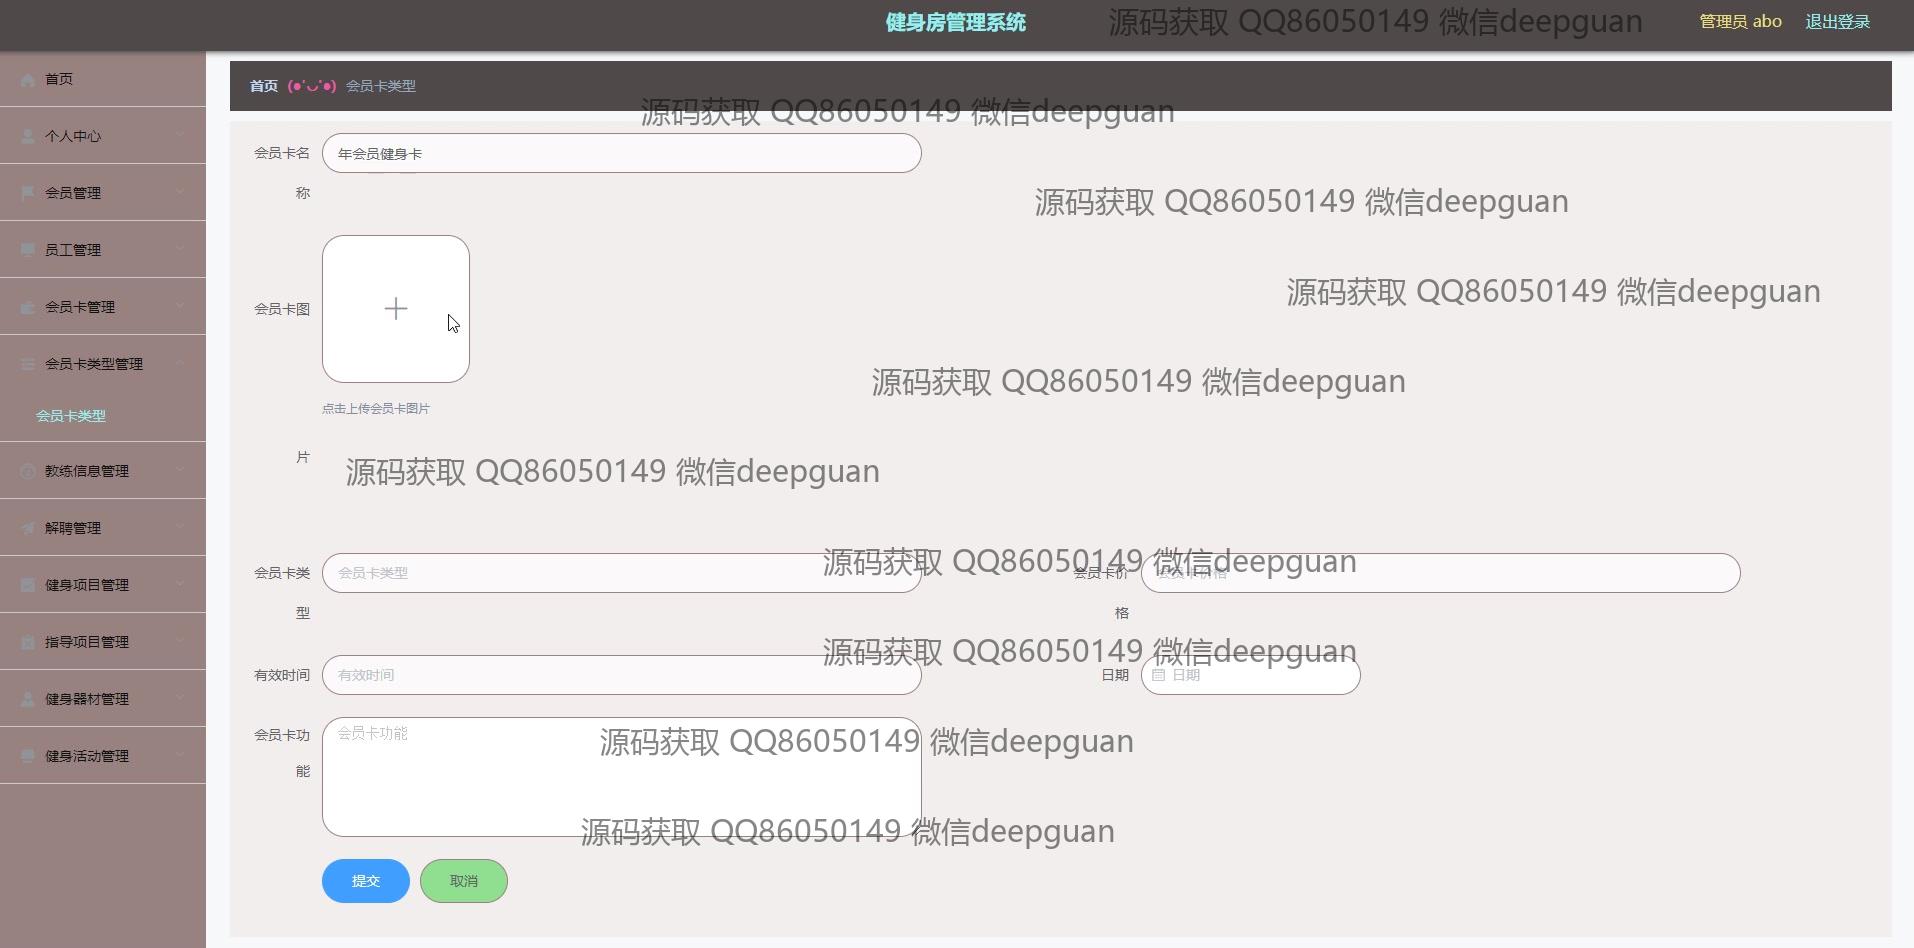 健身房管理系统
源码获取 QQ86050149 微信deepguan
管理员 abo
退出登录
首页
个人中心
会员管理
员工管理
会员卡管理
会员卡类型管理
会员卡类型
教练信息管理
解聘管理
健身项目管理
指导项目管理
健身器材管理
健身活动管理
首页 (●'◡'●) 会员卡类型
源码获取 QQ86050149 微信deepguan
会员卡名称
年会员健身卡
源码获取 QQ86050149 微信deepguan
源码获取 QQ86050149 微信deepguan
会员卡图片
源码获取 QQ86050149 微信deepguan
点击上传会员卡图片
源码获取 QQ86050149 微信deepguan
源码获取 QQ86050149 微信deepguan
会员卡类型
会员卡类型
会员卡价格
会员卡价格
源码获取 QQ86050149 微信deepguan
有效时间
有效时间
日期
日期
会员卡功能
会员卡功能
源码获取 QQ86050149 微信deepguan
源码获取 QQ86050149 微信deepguan
提交
取消